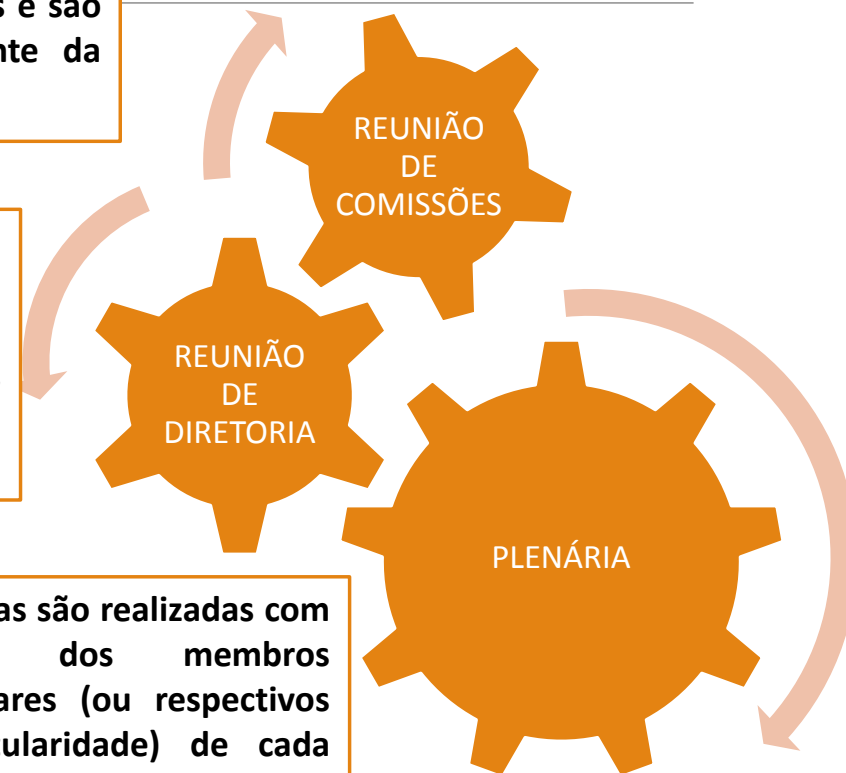 s e são
nte da
REUNIÃO
DE
COMISSÕES
REUNIÃO
DE
DIRETORIA
PLENÁRIA
as são realizadas com
dos membros
ares (ou respectivos
cularidade) de cada